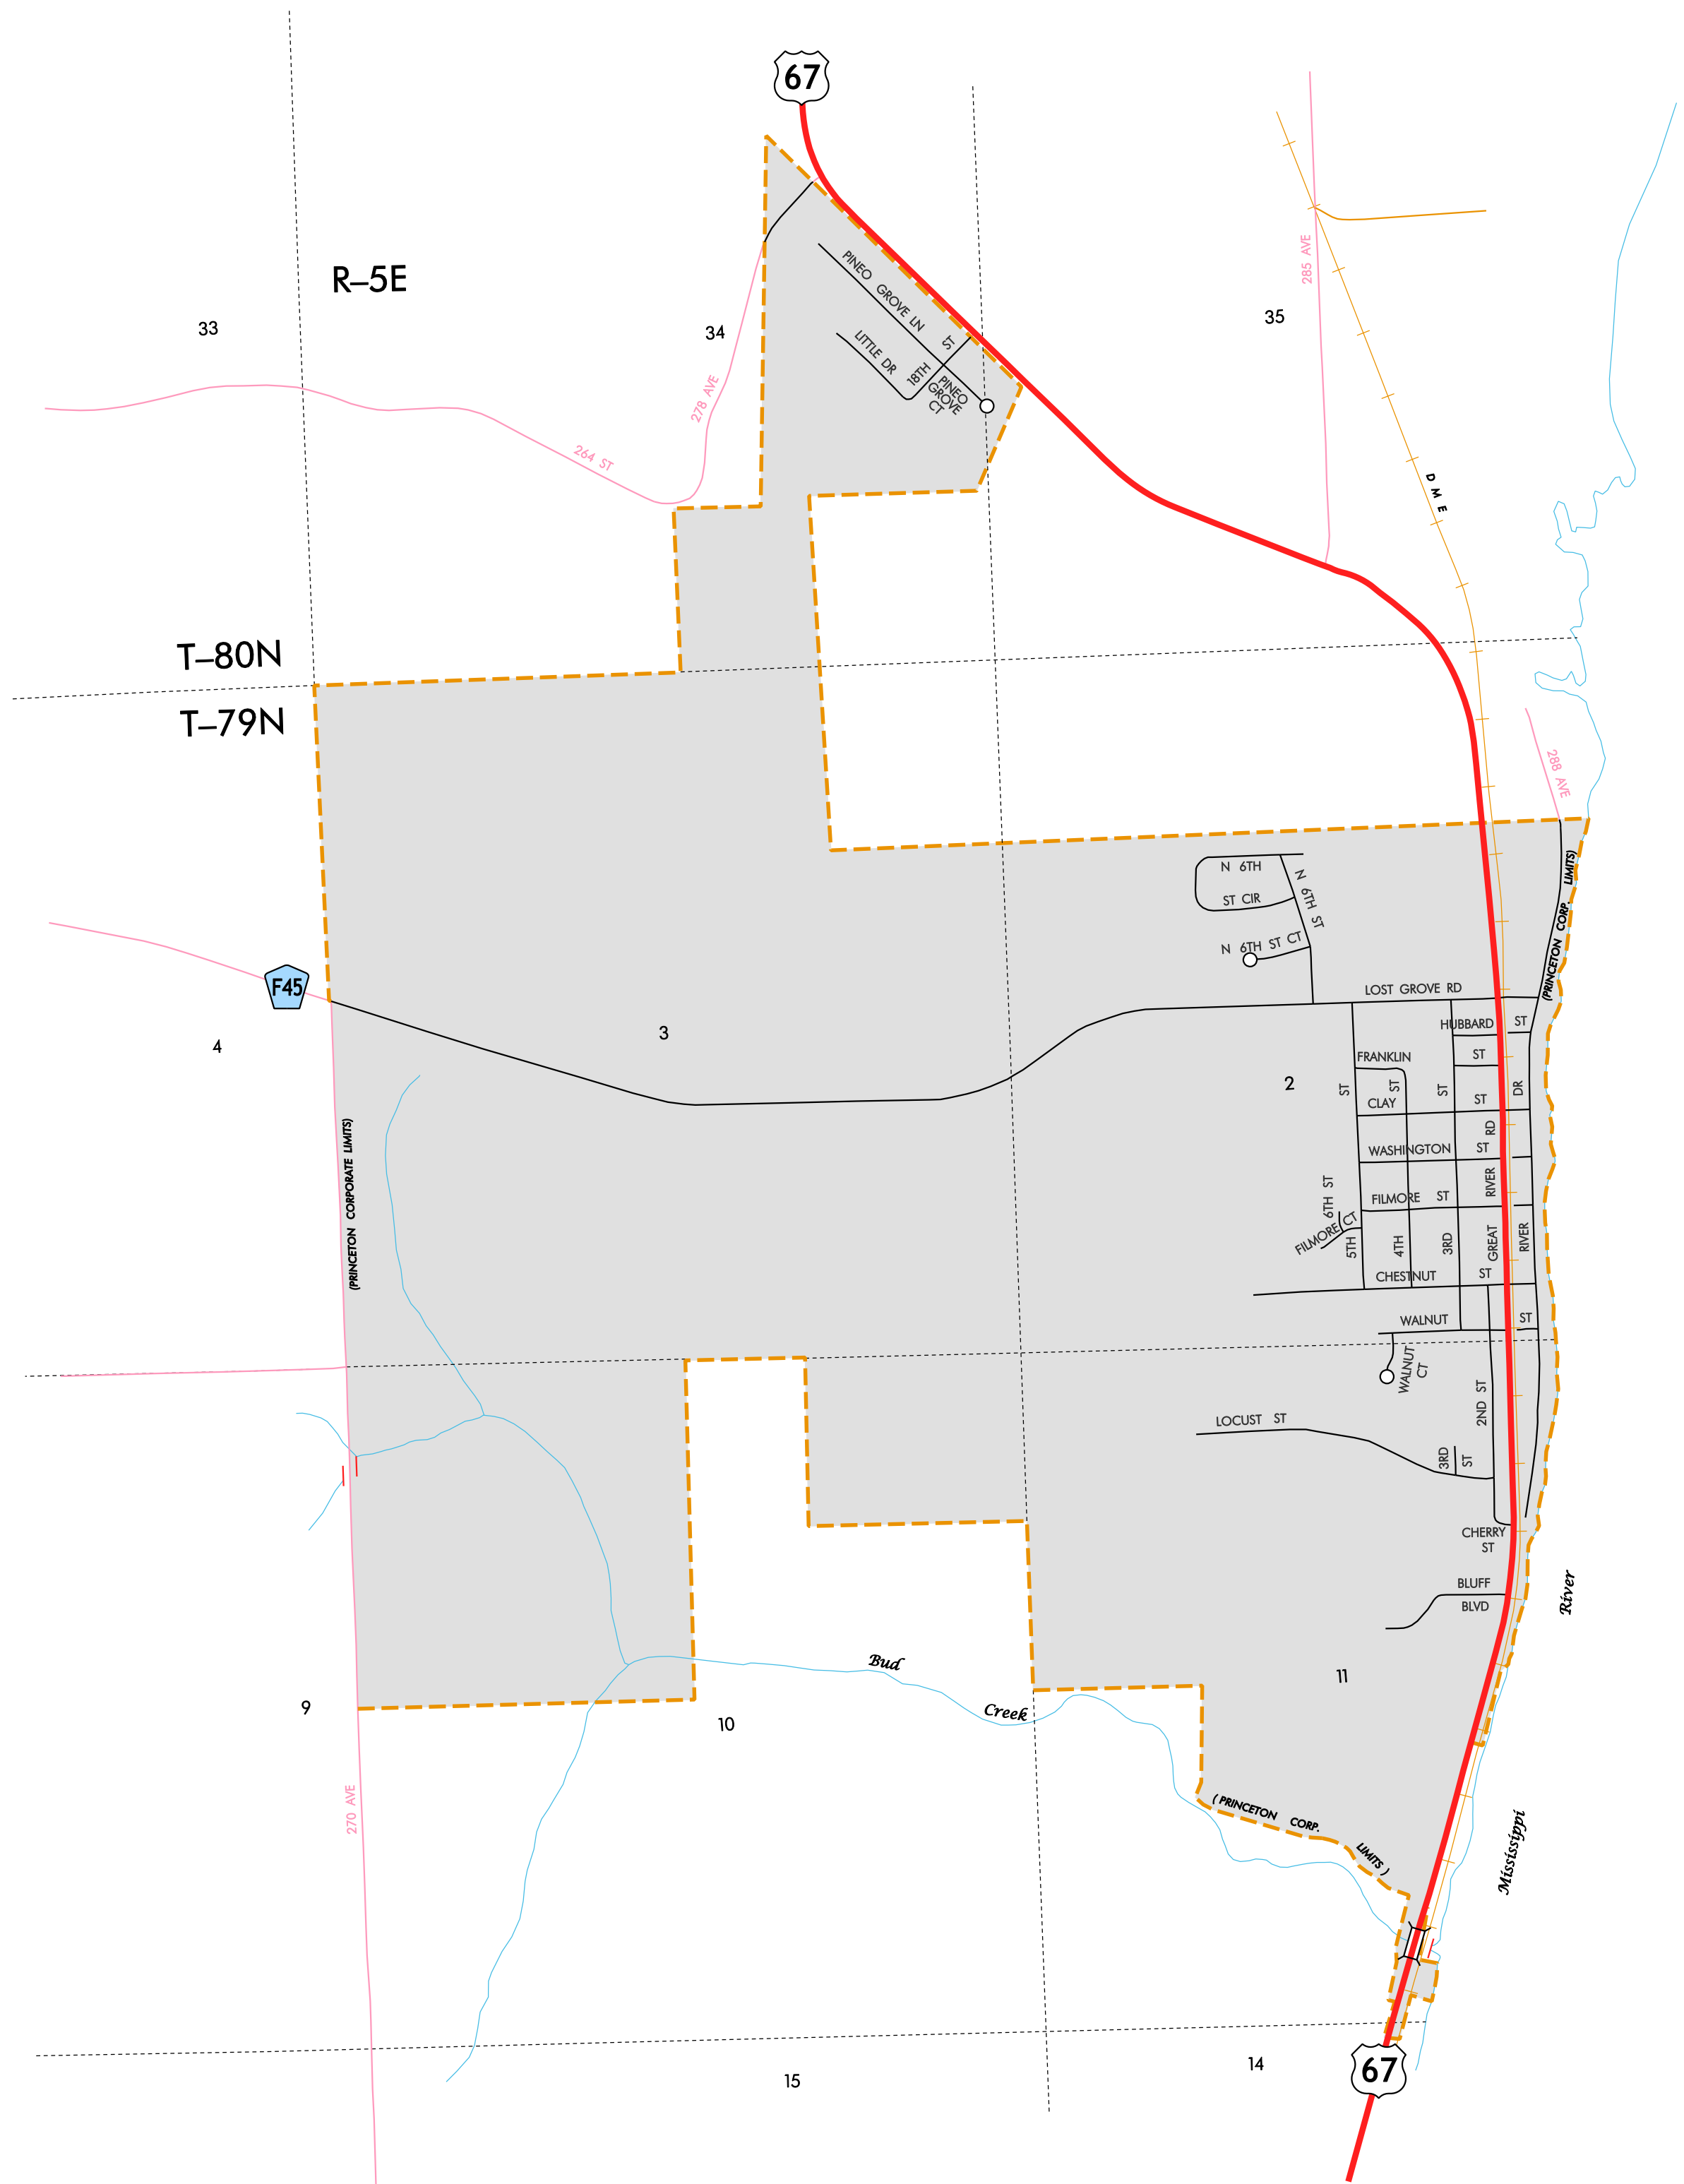 67
R–5E
33
34
35
285 AVE
PINEO GROVE LN
LITTLE DR
18TH ST
PINEO
GROVE
CT
278 AVE
264 ST
DME
T–80N
T–79N
288 AVE
N 6TH
ST CIR
N 6TH ST
N 6TH ST CT
(PRINCETON CORP. LIMITS)
F45
LOST GROVE RD
HUBBARD ST
ST
3
4
2
FRANKLIN
ST
ST
ST
CLAY ST
DR
RD
WASHINGTON ST
(PRINCETON CORPORATE LIMITS)
6TH ST
FILMORE ST
RIVER
FILMORE CT
5TH
4TH
3RD
GREAT
RIVER
CHESTNUT ST
WALNUT ST
WALNUT
CT
2ND ST
LOCUST ST
3RD
ST
CHERRY
ST
BLUFF
BLVD
River
Bud
Creek
11
9
10
270 AVE
( PRINCETON CORP. LIMITS )
Mississippi
14
67
15